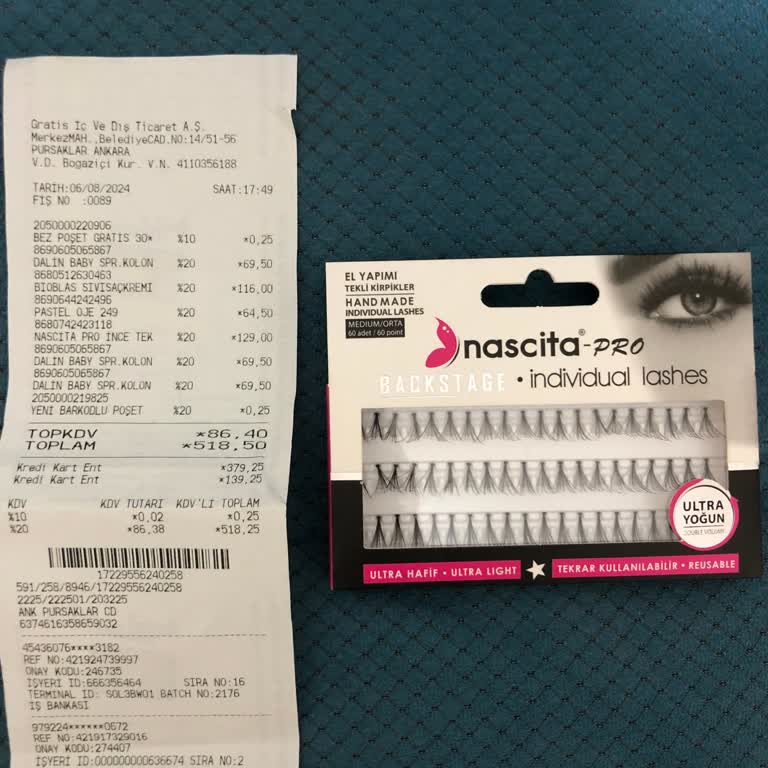 Gratis İç Ve Dış Ticaret A.Ş.
MerkezMAH.,BelediyeCAD.NO:14/51-56
PURSAKLAR ANKARA
V.D. Bogaziçi Kur. V.N. 4110356188
TARİH:06/08/2024 SAAT:17:49
FİŞ NO :0089
2050000220906
BEZ POŞET GRATIS 30* %10 *0,25
8690605065867
DALIN BABY SPR.KOLON %20 *69,50
8680512630463
BIOBLAS SIVISAÇKREMİ %20 *116,00
8690644242496
PASTEL OJE 249 %20 *64,50
8680742423118
NASCITA PRO İNCE TEK %20 *129,00
8690605065867
DALIN BABY SPR.KOLON %20 *69,50
8690605065867
DALIN BABY SPR.KOLON %20 *69,50
2050000219825
YENİ BARKODLU POŞET %20 *0,25
TOPKDV *86,40
TOPLAM *518,50
Kredi Kart Ent *379,25
Kredi Kart Ent *139,25
KDV KDV TUTARI KDV'Lİ TOPLAM
%10 *0,02 *0,25
%20 *86,38 *518,25
17229556240258
591/258/8946/17229556240258
2225/222501/203225
ANK PURSAKLAR CD
6374616358659032
45436076****3182
REF NO:421924739997
ONAY KODU:246735
İŞYERİ ID:666356464 SIRA NO:16
TERMINAL ID: SOL3BW01 BATCH NO:2176
İŞ BANKASI
979224******0672
REF NO:421917329016
ONAY KODU:274407
İŞYERİ ID:000000000636674 SIRA NO:2
EL YAPIMI
TEKLİ KİRPİKLER
HAND MADE
INDIVIDUAL LASHES
MEDIUM/ORTA
60 adet / 60 point
nascita®-PRO
BACKSTAGE • individual lashes
ULTRA
YOĞUN
DOUBLE VOLUME
ULTRA HAFİF • ULTRA LIGHT
TEKRAR KULLANILABİLİR • REUSABLE